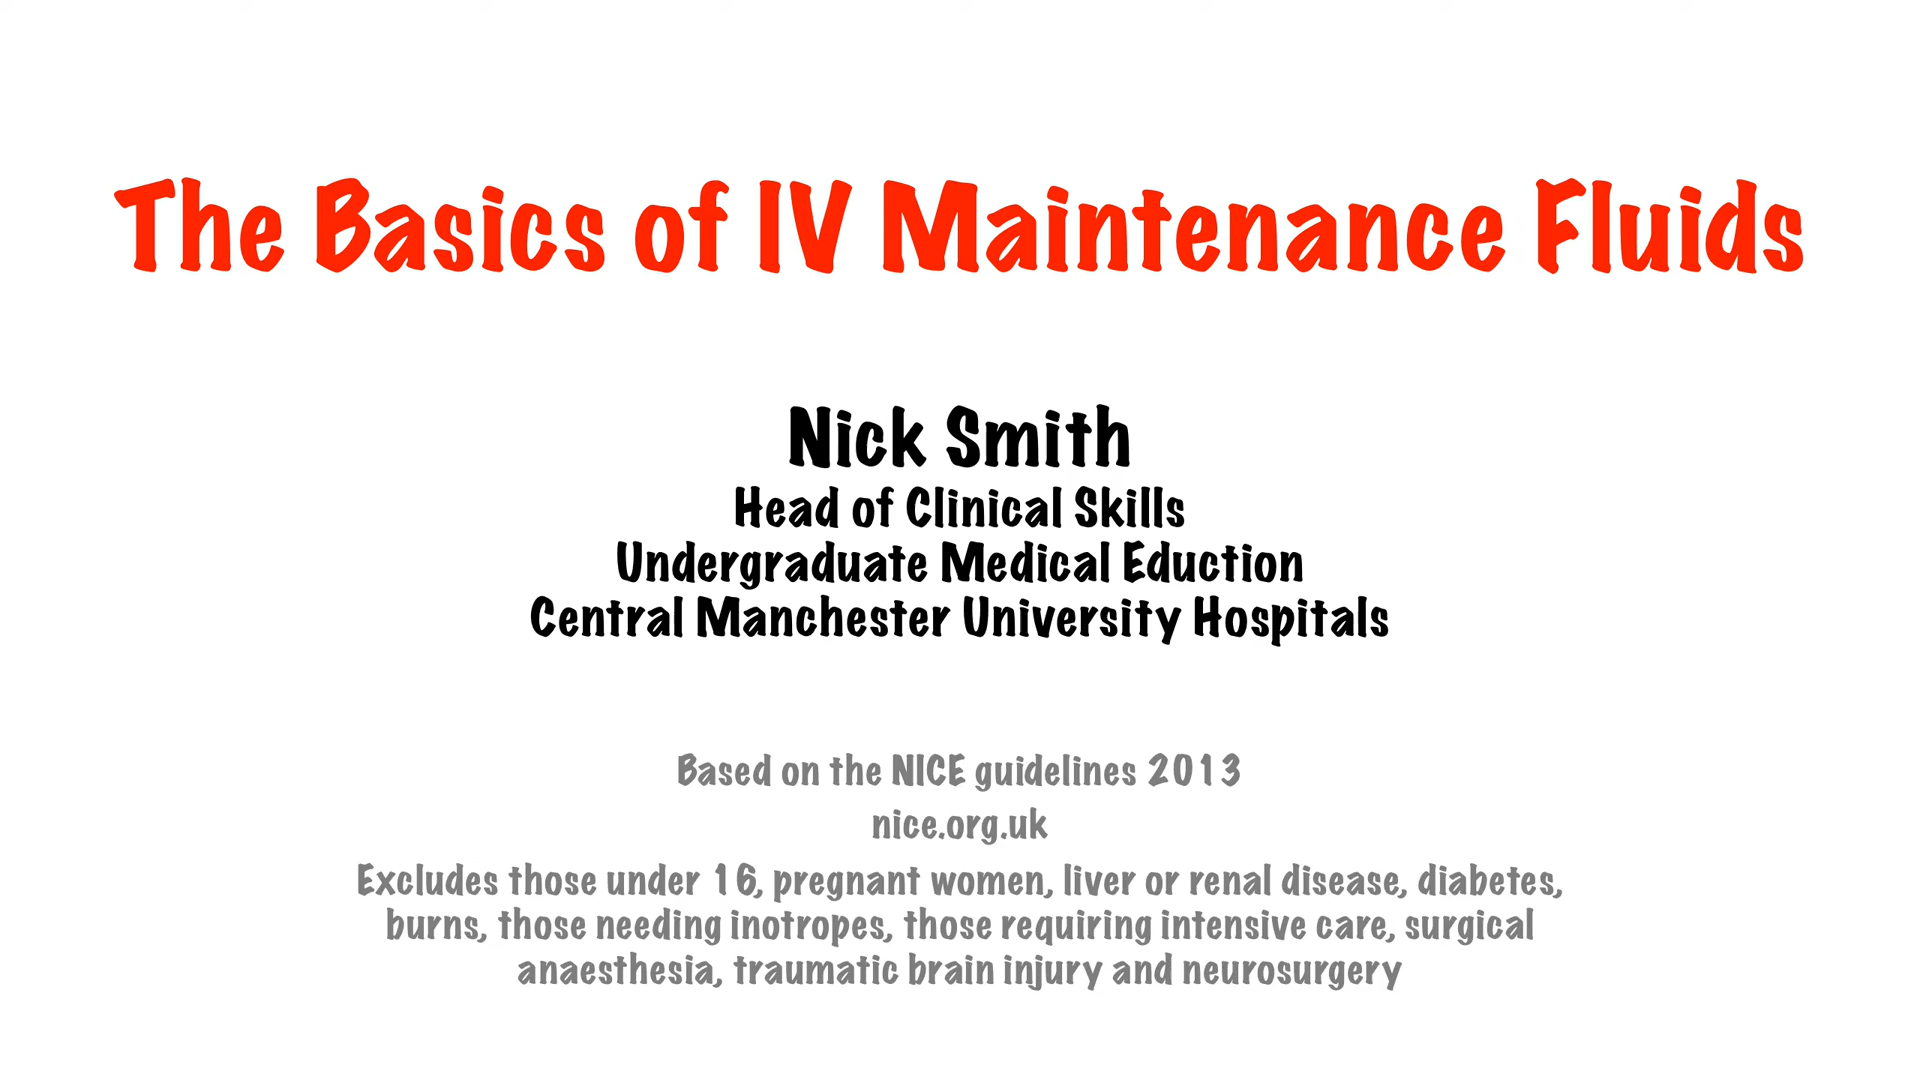 The Basics of IV Maintenance Fluids
Nick Smith
Head of Clinical Skills
Undergraduate Medical Eduction
Central Manchester University Hospitals
Based on the NICE guidelines 2013
nice.org.uk
Excludes those under 16, pregnant women, liver or renal disease, diabetes,
burns, those needing inotropes, those requiring intensive care, surgical
anaesthesia, traumatic brain injury and neurosurgery